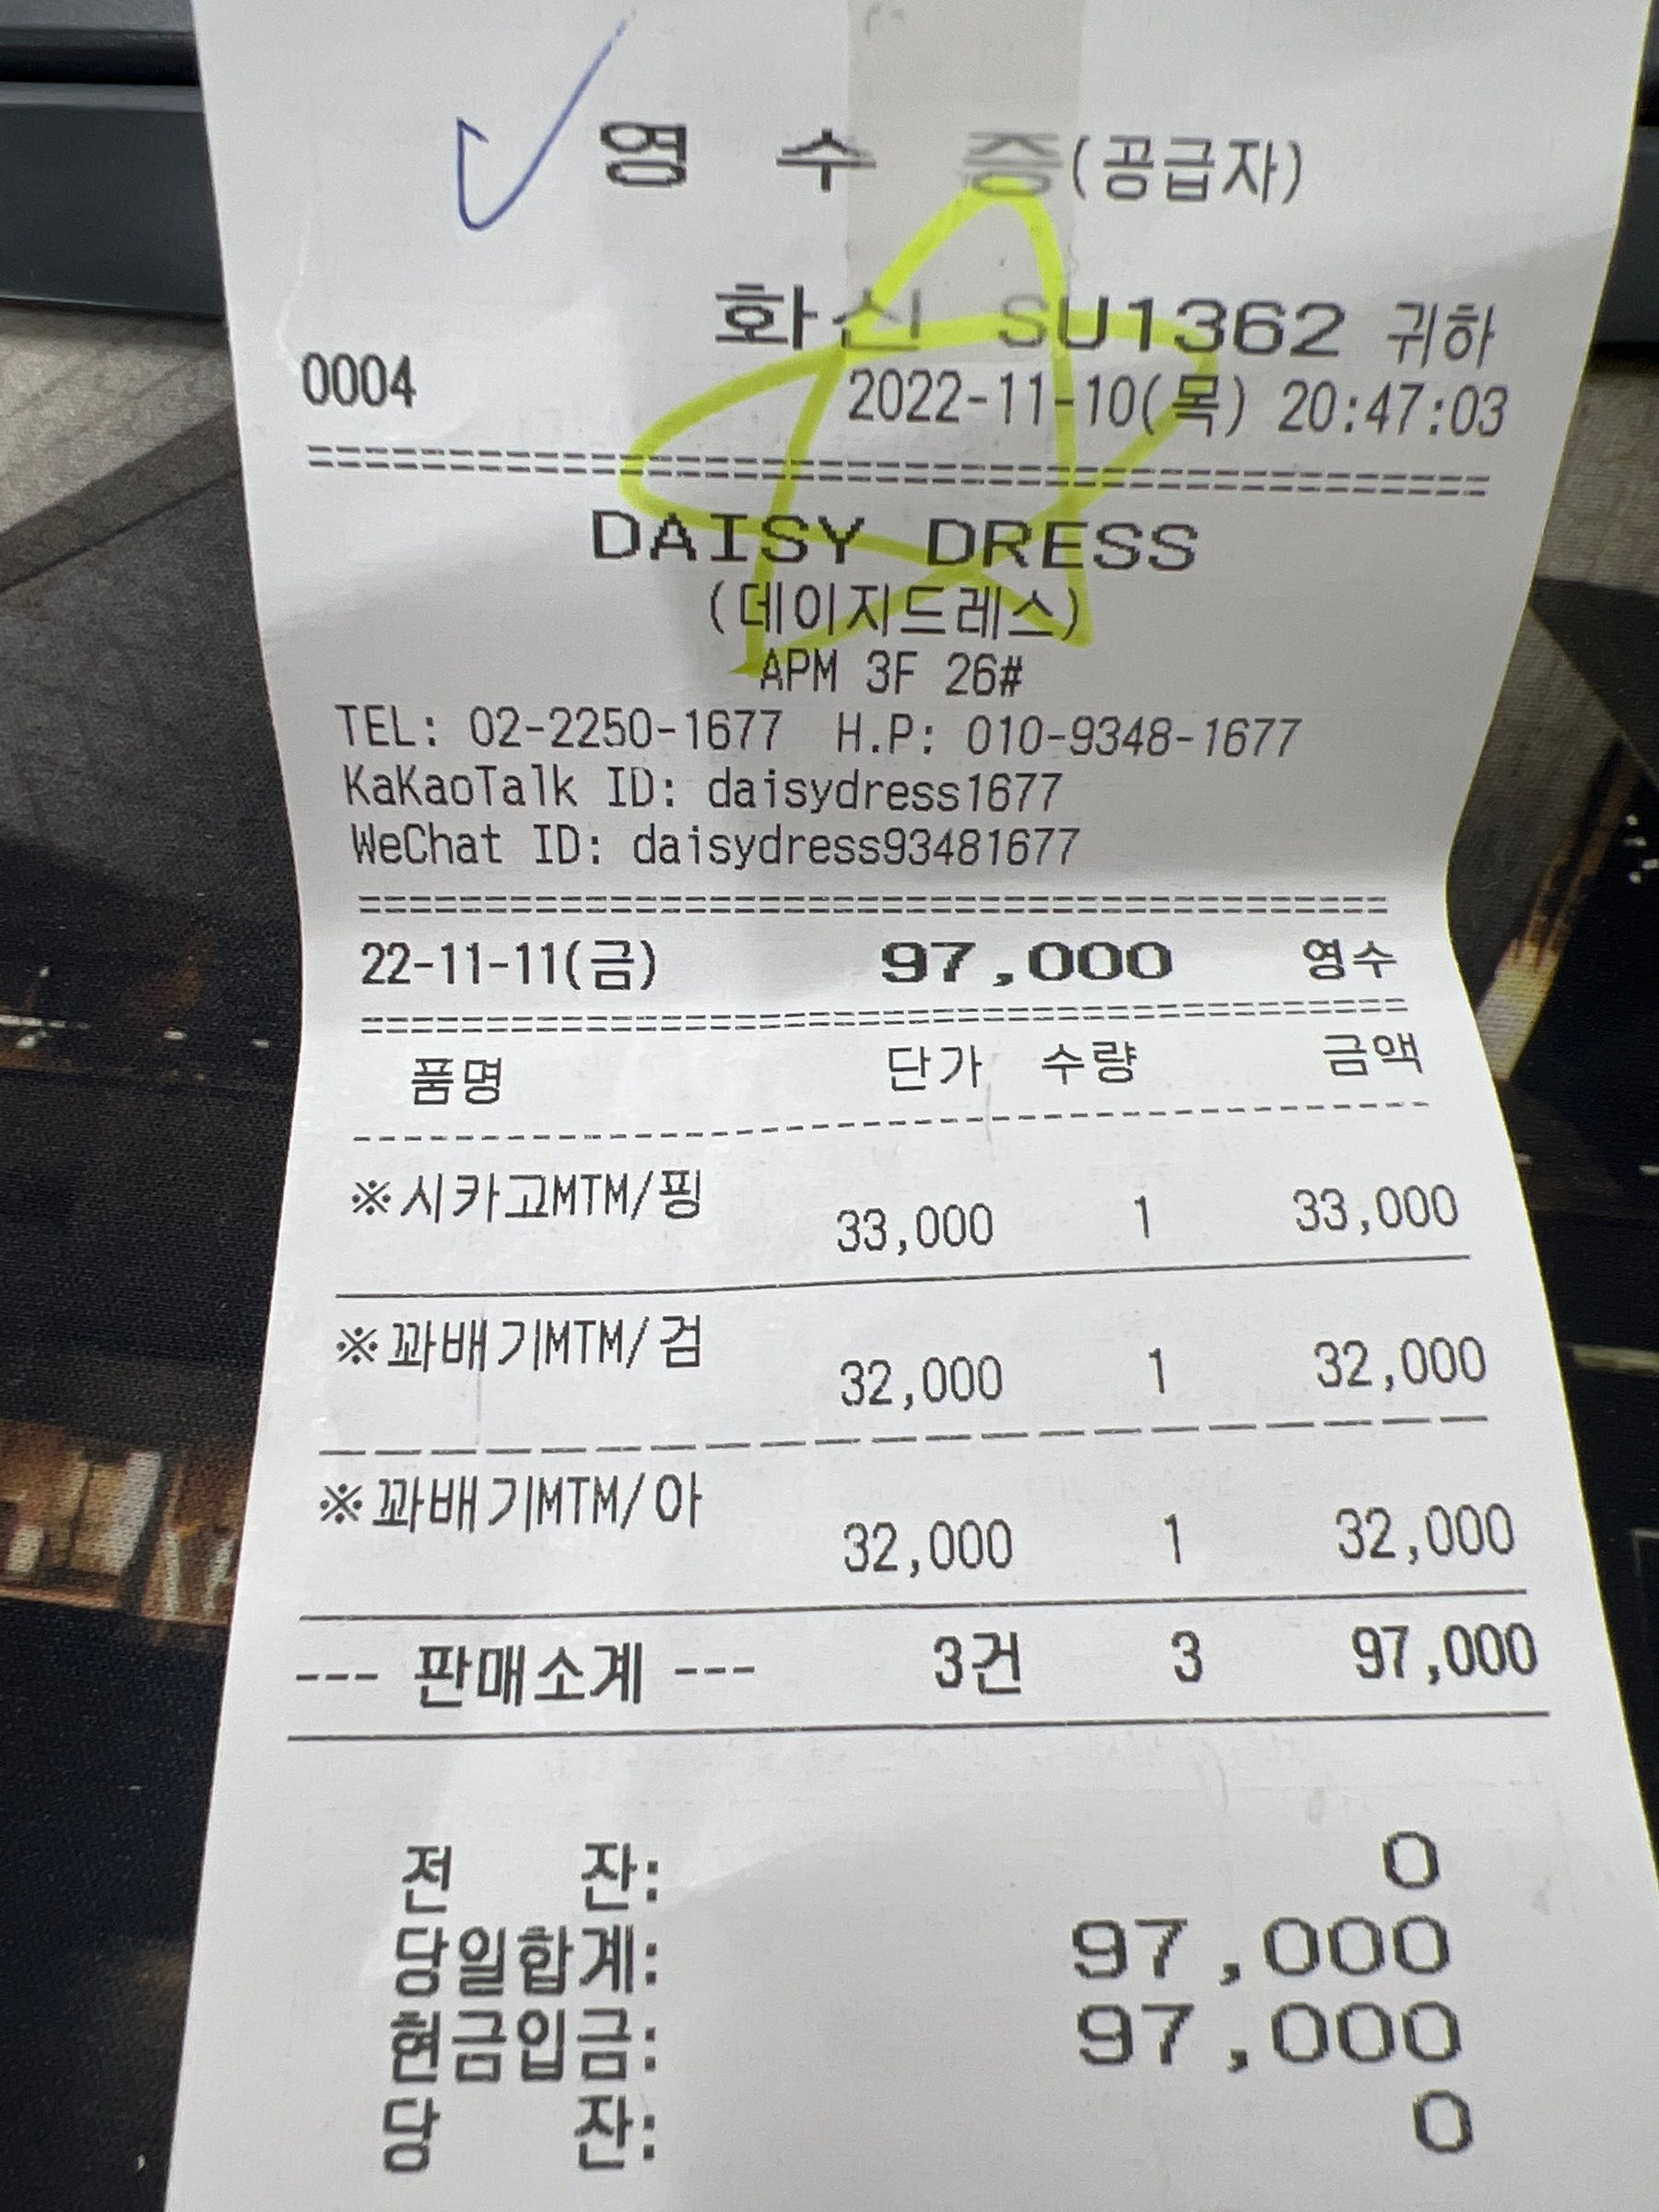 영 수 증(공급자)
화신 SU1362 귀하
0004 2022-11-10(목) 20:47:03
DAISY DRESS
(데이지드레스)
APM 3F 26#
TEL: 02-2250-1677 H.P: 010-9348-1677
KaKaoTalk ID: daisydress1677
WeChat ID: daisydress93481677
22-11-11(금) 97,000 영수
품명 단가 수량 금액
※시카고MTM/핑 33,000 1 33,000
※꽈배기MTM/검 32,000 1 32,000
※꽈배기MTM/아 32,000 1 32,000
--- 판매소계 --- 3건 3 97,000
전 잔: 0
당일합계: 97,000
현금입금: 97,000
당 잔: 0